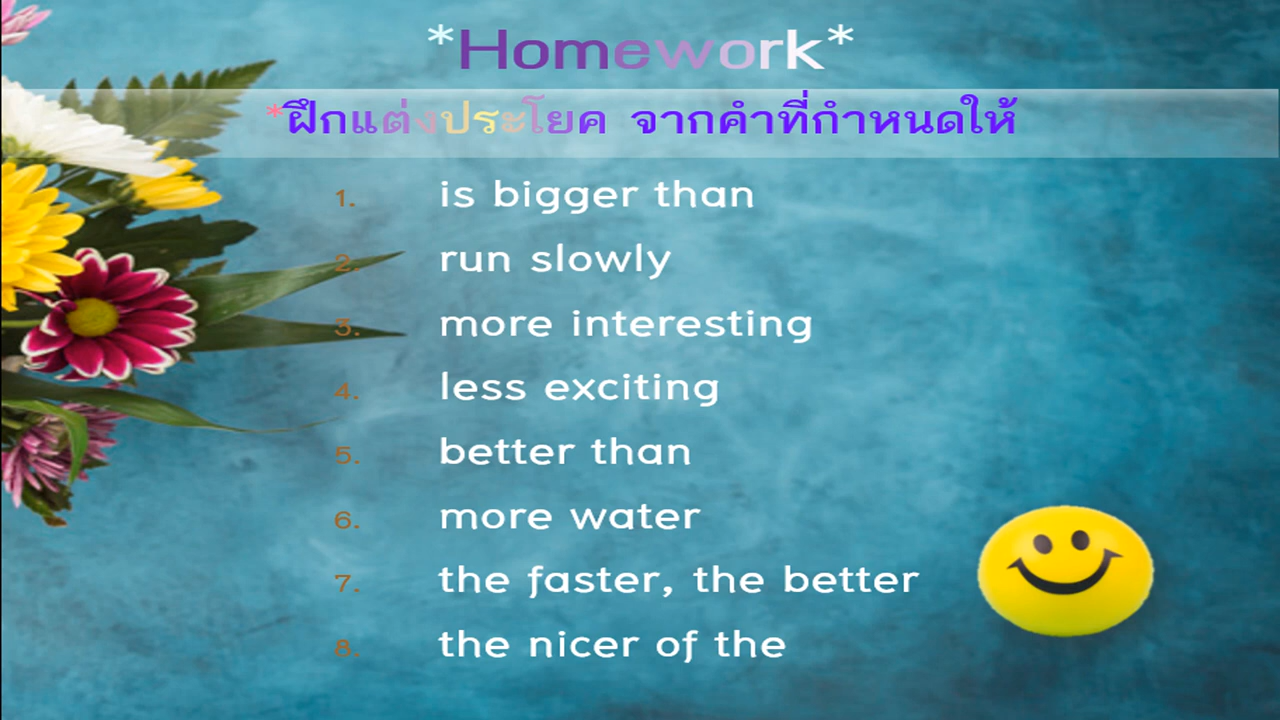 *Homework*
*ฝึกแต่งประโยค จากคำที่กำหนดให้
1. is bigger than
2. run slowly
3. more interesting
4. less exciting
5. better than
6. more water
7. the faster, the better
8. the nicer of the